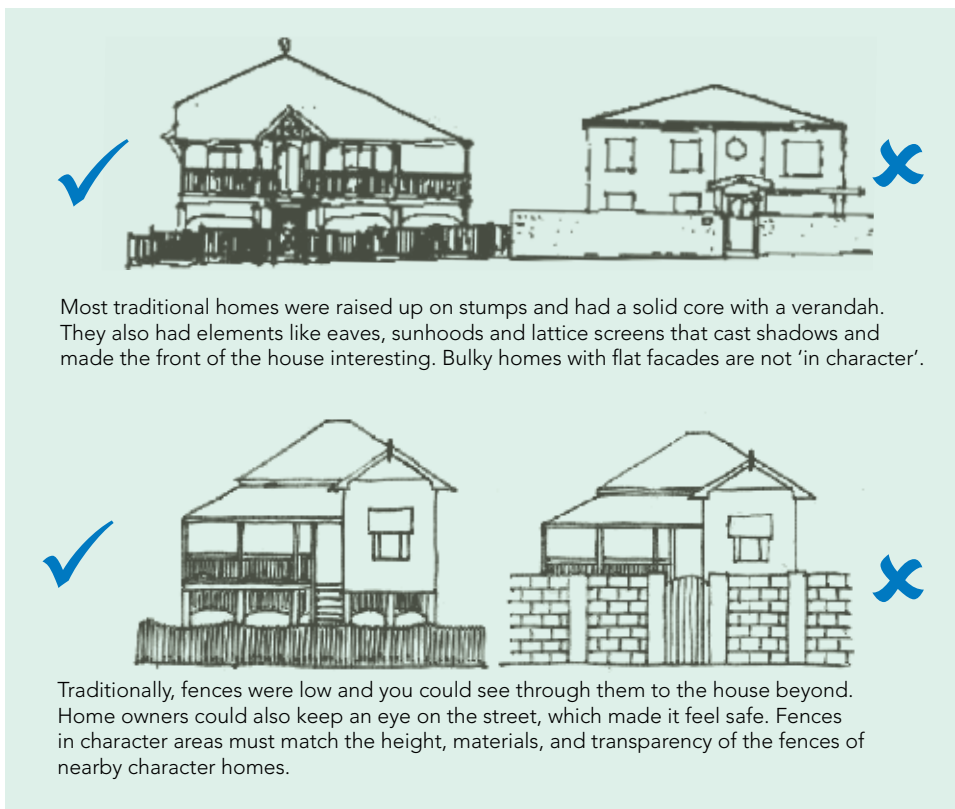 Most traditional homes were raised up on stumps and had a solid core with a verandah.
They also had elements like eaves, sunhoods and lattice screens that cast shadows and
made the front of the house interesting. Bulky homes with flat facades are not ‘in character’.
Traditionally, fences were low and you could see through them to the house beyond.
Home owners could also keep an eye on the street, which made it feel safe. Fences
in character areas must match the height, materials, and transparency of the fences of
nearby character homes.